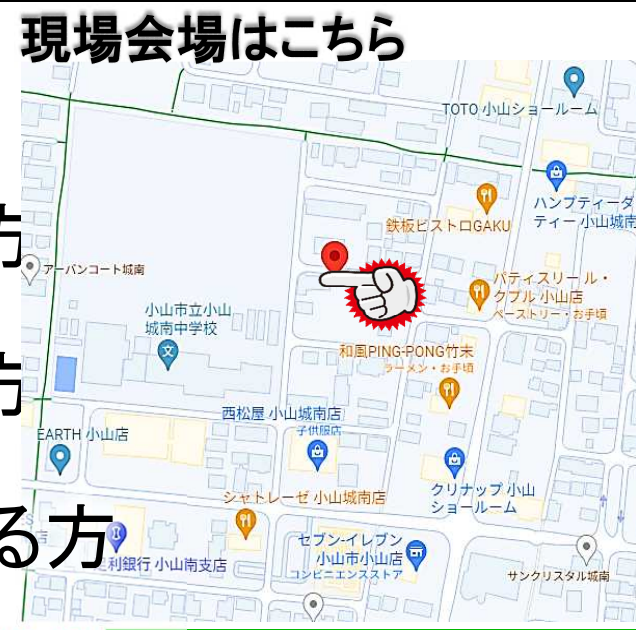 現場会場はこちら
TOTO 小山ショールーム
ハンプティーダ
ティー 小山城南
鉄板ビストロGAKU
アーバンコート城南
パティスリー ル・
クプル 小山店
ペーストリー・お手頃
小山市立小山
城南中学校
文
和風PING-PONG竹末
ラーメン・お手頃
西松屋 小山城南店
子供服店
EARTH 小山店
クリナップ 小山
ショールーム
シャトレーゼ 小山城南店
セブン-イレブン
小山市小山店
コンビニエンスストア
利銀行 小山南支店
サンクリスタル城南
方
方
る方